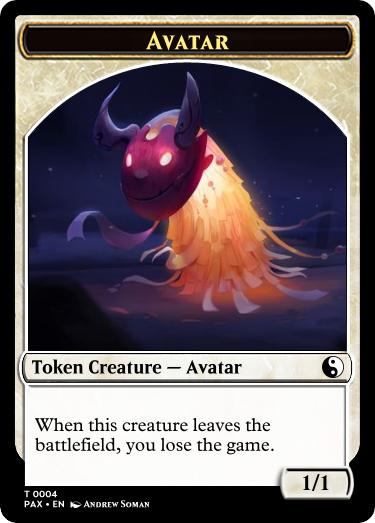 AVATAR
Token Creature — Avatar
When this creature leaves the
battlefield, you lose the game.
1/1
T 0004
PAX • EN ANDREW SOMAN